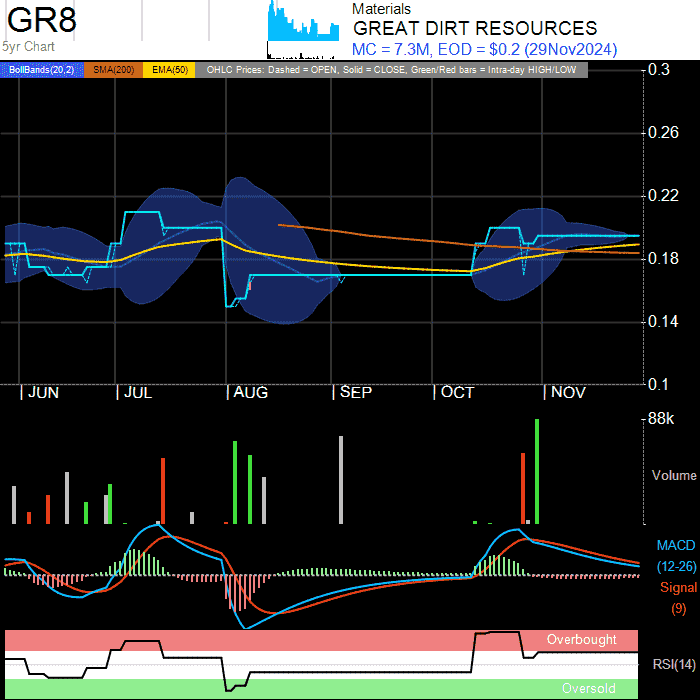 GR8
5yr Chart
Materials
GREAT DIRT RESOURCES
MC = 7.3M, EOD = $0.2 (29Nov2024)
BollBands(20,2) SMA(200) EMA(50) OHLC Prices: Dashed = OPEN, Solid = CLOSE, Green/Red bars = Intra-day HIGH/LOW
0.3
0.26
0.22
0.18
0.14
0.1
| JUN | JUL | AUG | SEP | OCT | NOV
88k
Volume
MACD
(12-26)
Signal
(9)
Overbought
RSI(14)
Oversold